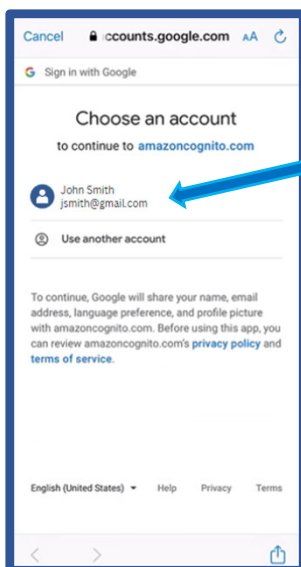 Cancel ccounts.google.com AA
G Sign in with Google
Choose an account
to continue to amazoncognito.com
John Smith
jsmith@gmail.com
Use another account
To continue, Google will share your name, email
address, language preference, and profile picture
with amazoncognito.com. Before using this app, you
can review amazoncognito.com's privacy policy and
terms of service.
English (United States) Help Privacy Terms